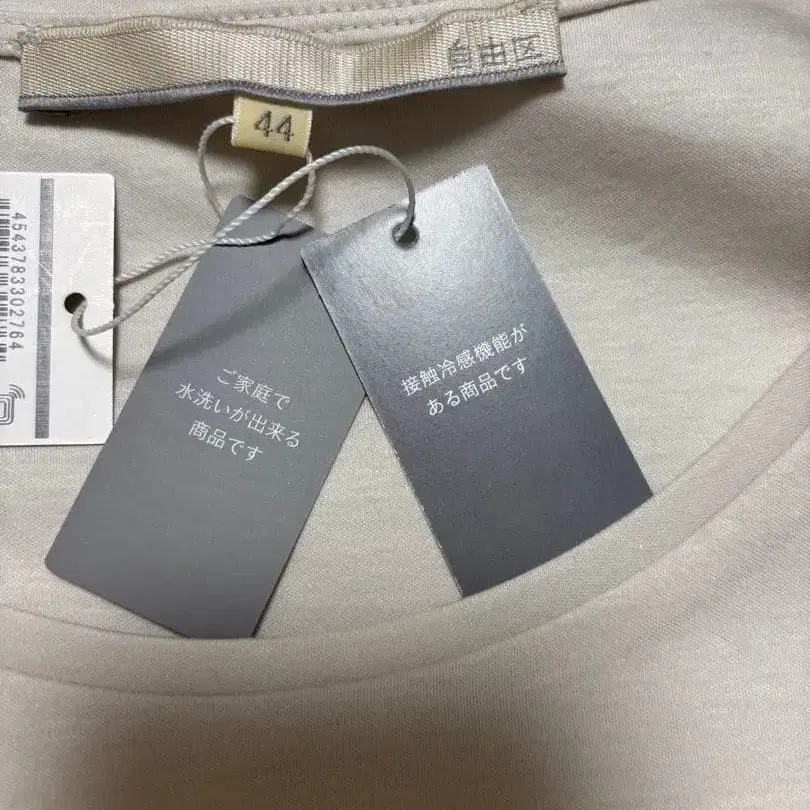 自由区
44
4543783302764
ご家庭で
水洗いが出来る
商品です
接触冷感機能が
ある商品です